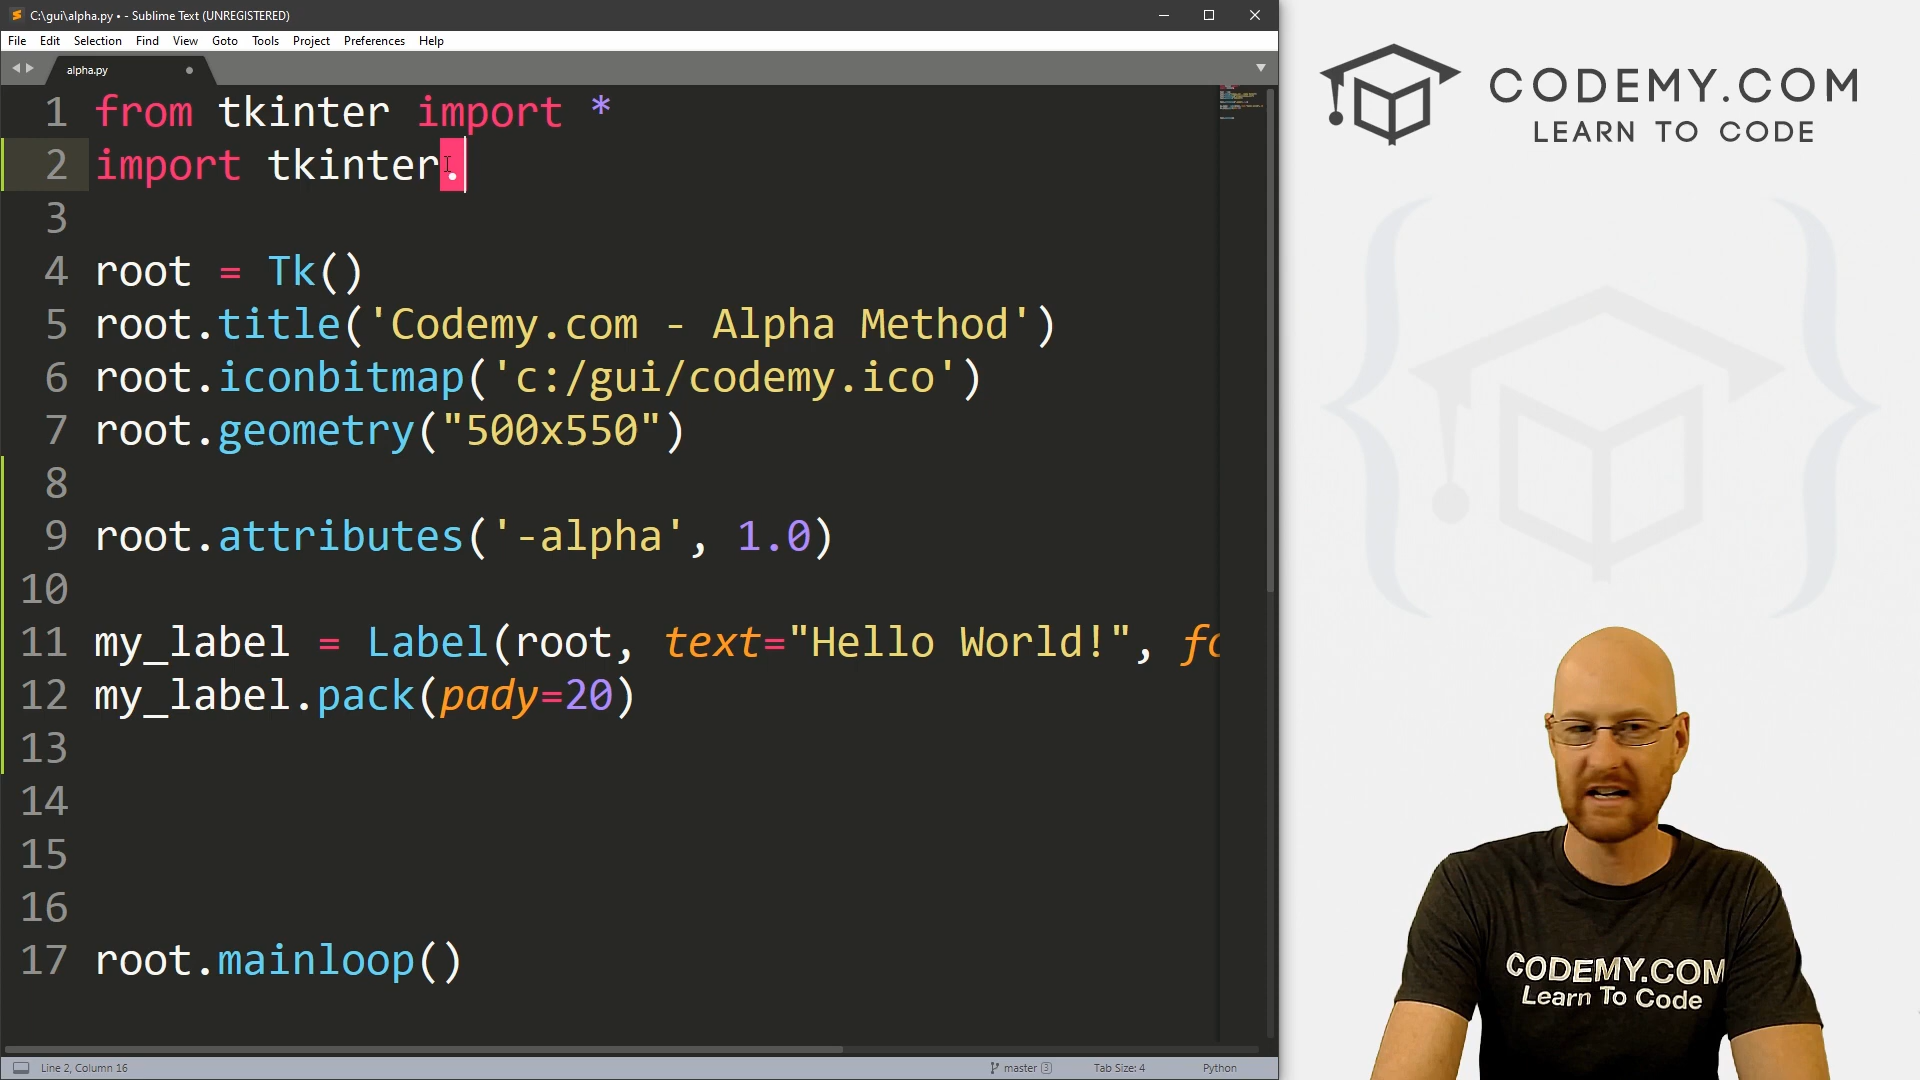 C:\gui\alpha.py • - Sublime Text (UNREGISTERED)
File Edit Selection Find View Goto Tools Project Preferences Help
alpha.py
1 from tkinter import *
2 import tkinter.
3
4 root = Tk()
5 root.title('Codemy.com - Alpha Method')
6 root.iconbitmap('c:/gui/codemy.ico')
7 root.geometry("500x550")
8
9 root.attributes('-alpha', 1.0)
10
11 my_label = Label(root, text="Hello World!", fo
12 my_label.pack(pady=20)
13
14
15
16
17 root.mainloop()
Line 2, Column 16
master 3
Tab Size: 4
Python
CODEMY.COM
LEARN TO CODE
CODEMY.COM
Learn To Code